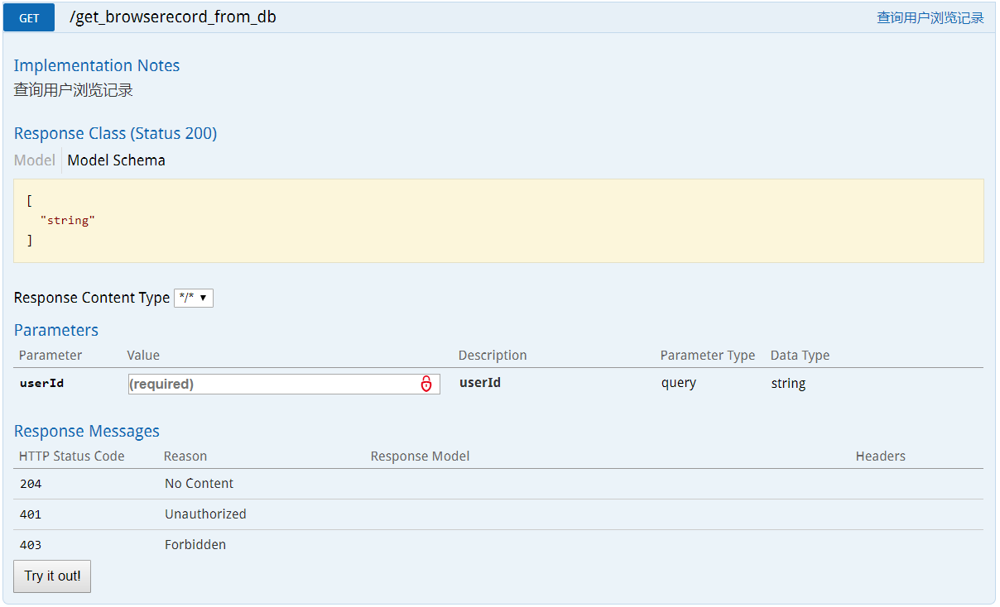 GET /get_browserecord_from_db 查询用户浏览记录
Implementation Notes
查询用户浏览记录
Response Class (Status 200)
Model Model Schema
[
"string"
]
Response Content Type */* ▼
Parameters
Parameter Value Description Parameter Type Data Type
userId (required) userId query string
Response Messages
HTTP Status Code Reason Response Model Headers
204 No Content
401 Unauthorized
403 Forbidden
Try it out!